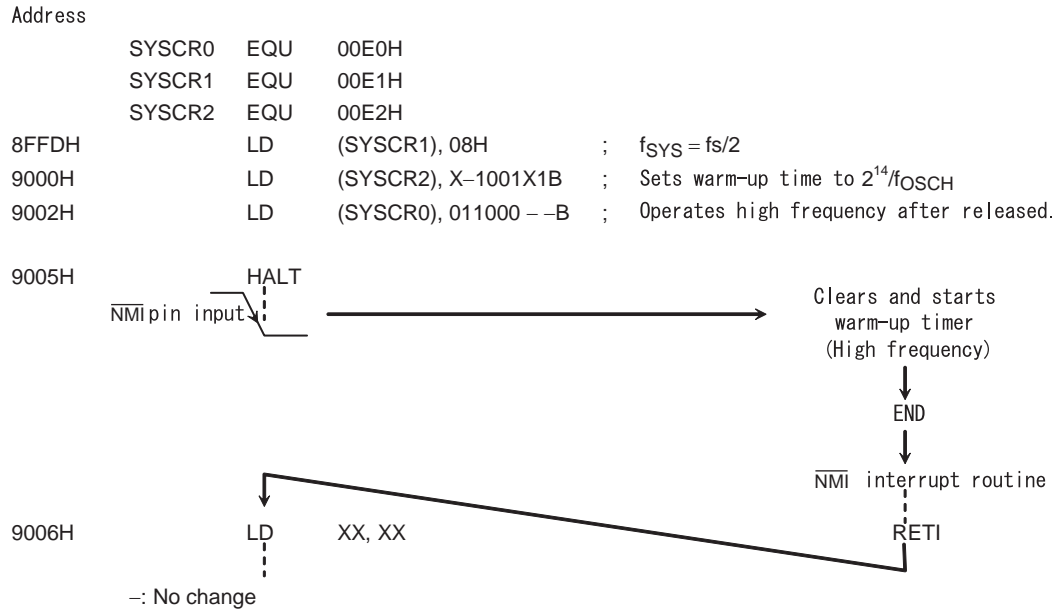 Address
SYSCR0 EQU 00E0H
SYSCR1 EQU 00E1H
SYSCR2 EQU 00E2H
8FFDH LD (SYSCR1), 08H ; fSYS = fs/2
9000H LD (SYSCR2), X–1001X1B ; Sets warm-up time to 2^14/fOSCH
9002H LD (SYSCR0), 011000 – –B ; Operates high frequency after released.
9005H HALT
NMI pin input
Clears and starts
warm-up timer
(High frequency)
END
NMI interrupt routine
9006H LD XX, XX RETI
–: No change